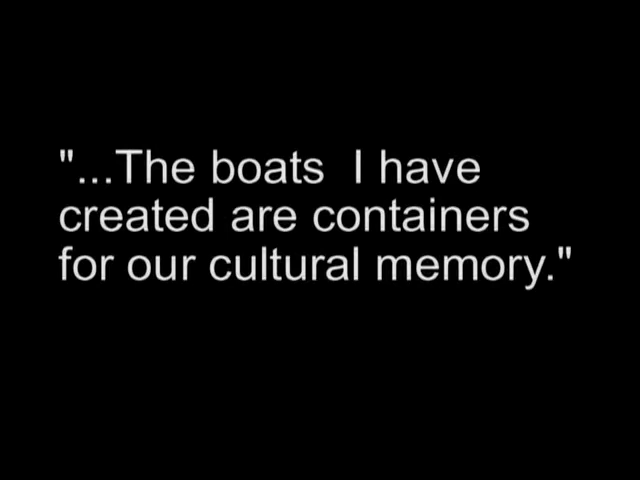 "...The boats  I have
created are containers
for our cultural memory."